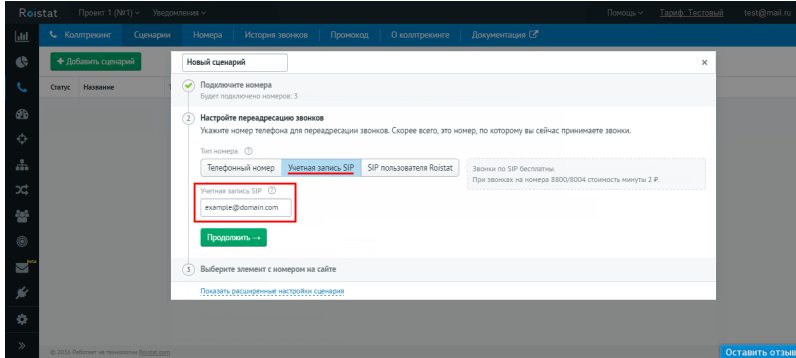 Roistat Проект 1 (№1) Уведомления Помощь Тариф: Тестовый test@mail.ru
Коллтрекинг Сценарии Номера История звонков Промокод О коллтрекинге Документация
+ Добавить сценарий
Новый сценарий ×
Статус Название
Подключите номера
Будет подключено номеров: 3
2 Настройте переадресацию звонков
Укажите номер телефона для переадресации звонков. Скорее всего, это номер, по которому вы сейчас принимаете звонки.
Тип номера ?
Телефонный номер Учетная запись SIP SIP пользователя Roistat
Звонки по SIP бесплатны.
При звонках на номера 8800/8004 стоимость минуты 2 ₽.
Учетная запись SIP ?
example@domain.com
Продолжить →
3 Выберите элемент с номером на сайте
Beta
Показать расширенные настройки сценария
© 2016 Работает на технологии Roistat.com
Оставить отзыв